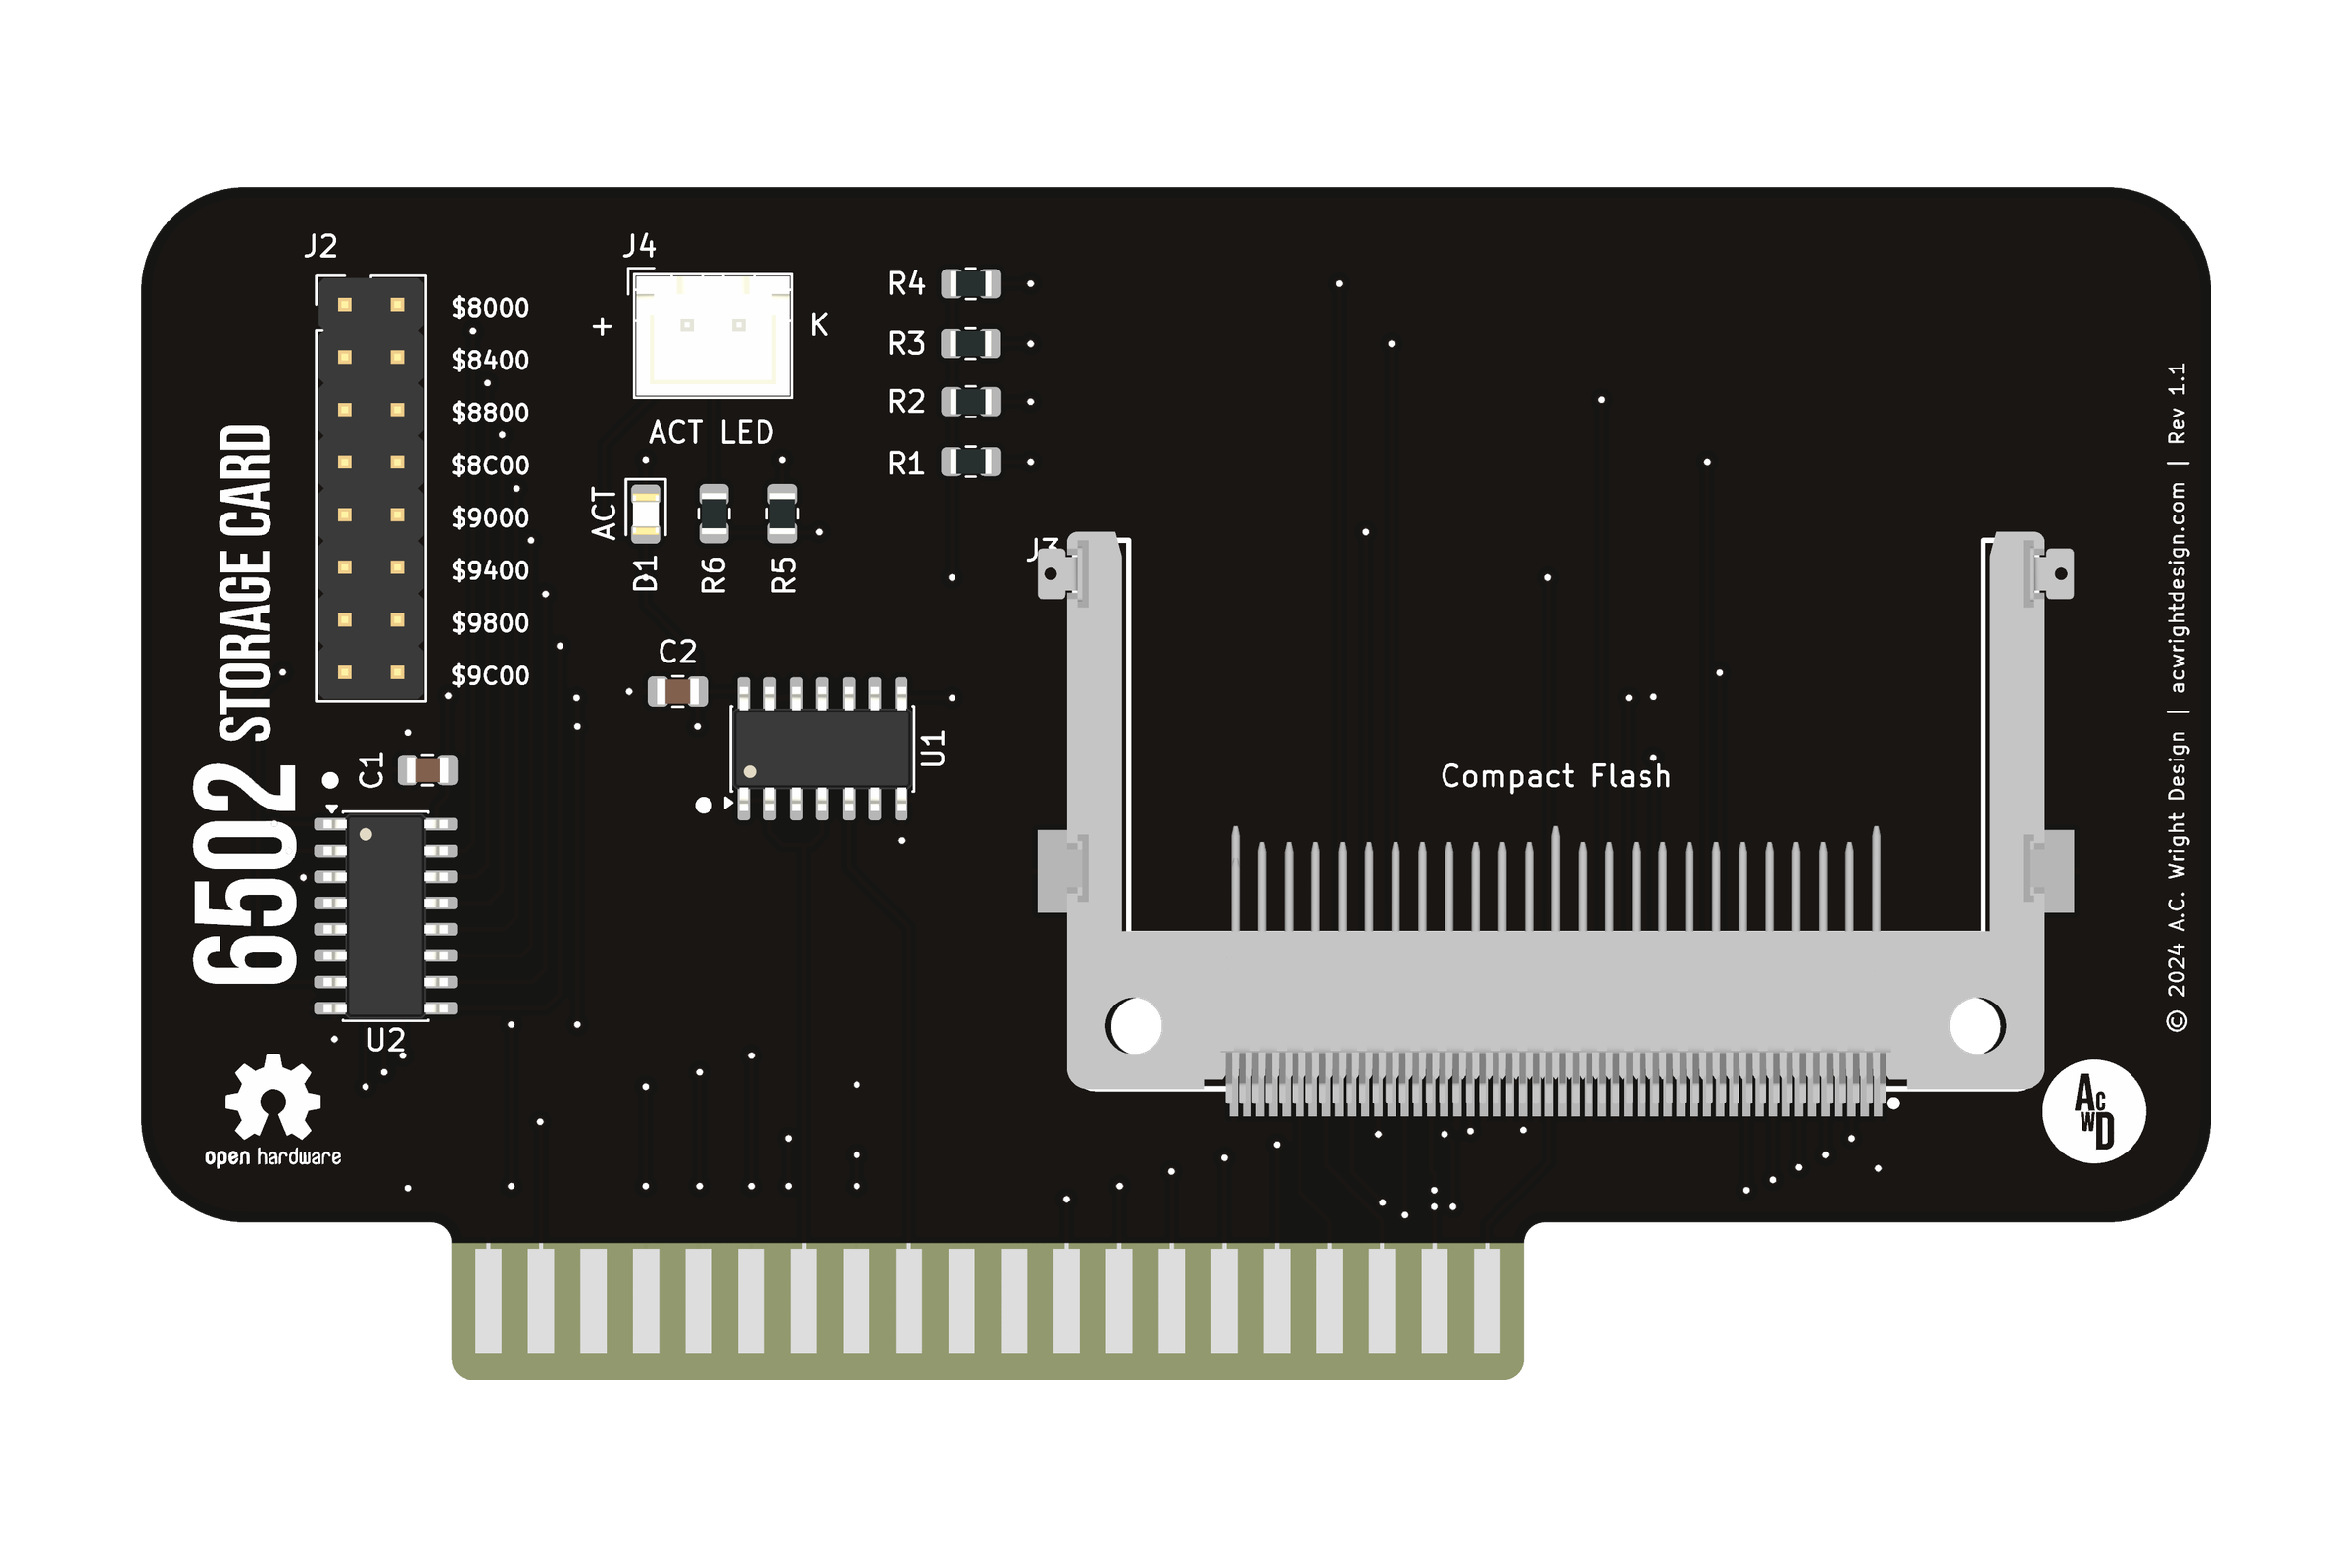 J2
$8000
$8400
$8800
$8C00
$9000
$9400
$9800
$9C00
J4
+
K
ACT LED
ACT
D1
R6
R5
R4
R3
R2
R1
C2
U1
C1
U2
6502 STORAGE CARD
open hardware
J3
Compact Flash
© 2024 A.C. Wright Design | acwrightdesign.com | Rev 1.1
ACWD